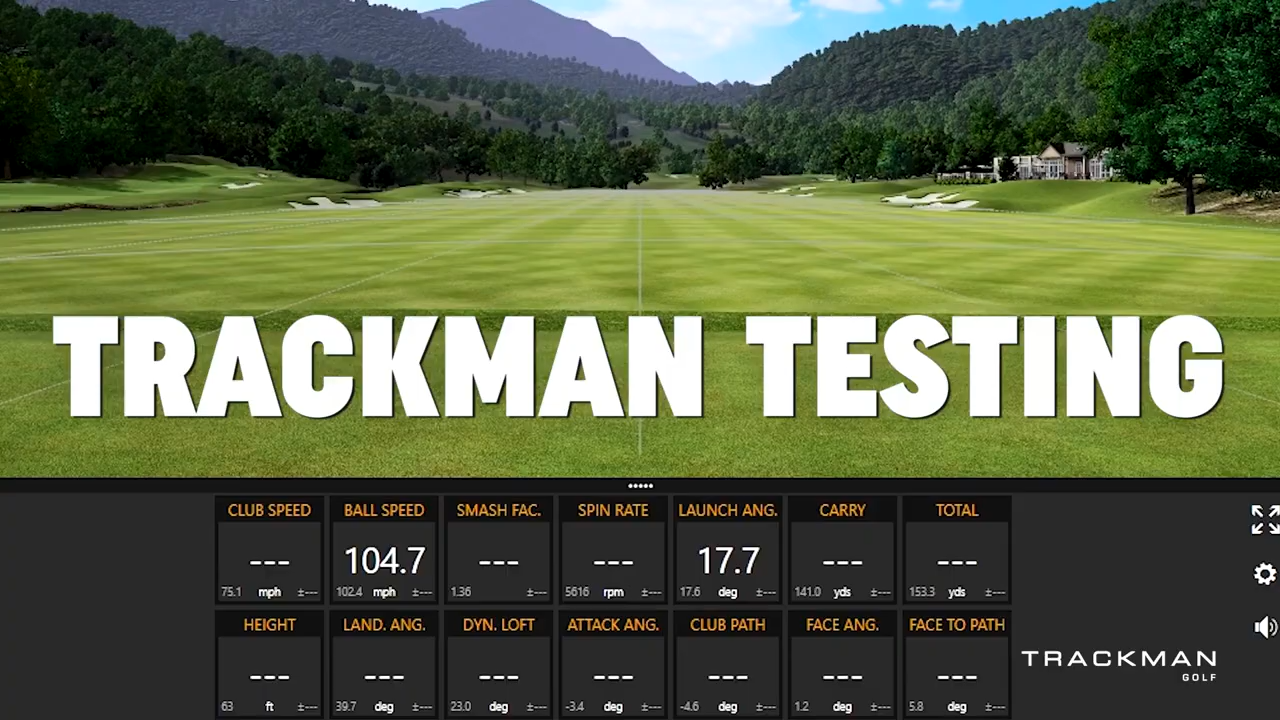 TRACKMAN TESTING
CLUB SPEED BALL SPEED SMASH FAC. SPIN RATE LAUNCH ANG. CARRY TOTAL
--- 104.7 --- --- 17.7 --- ---
75.1 mph ±--- 102.4 mph ±--- 1.36 ±--- 5616 rpm ±--- 17.6 deg ±--- 141.0 yds ±--- 153.3 yds ±---
HEIGHT LAND. ANG. DYN. LOFT ATTACK ANG. CLUB PATH FACE ANG. FACE TO PATH
--- --- --- --- --- --- ---
63 ft ±--- 39.7 deg ±--- 23.0 deg ±--- -3.4 deg ±--- -4.6 deg ±--- 1.2 deg ±--- 5.8 deg ±---
TRACKMAN
GOLF